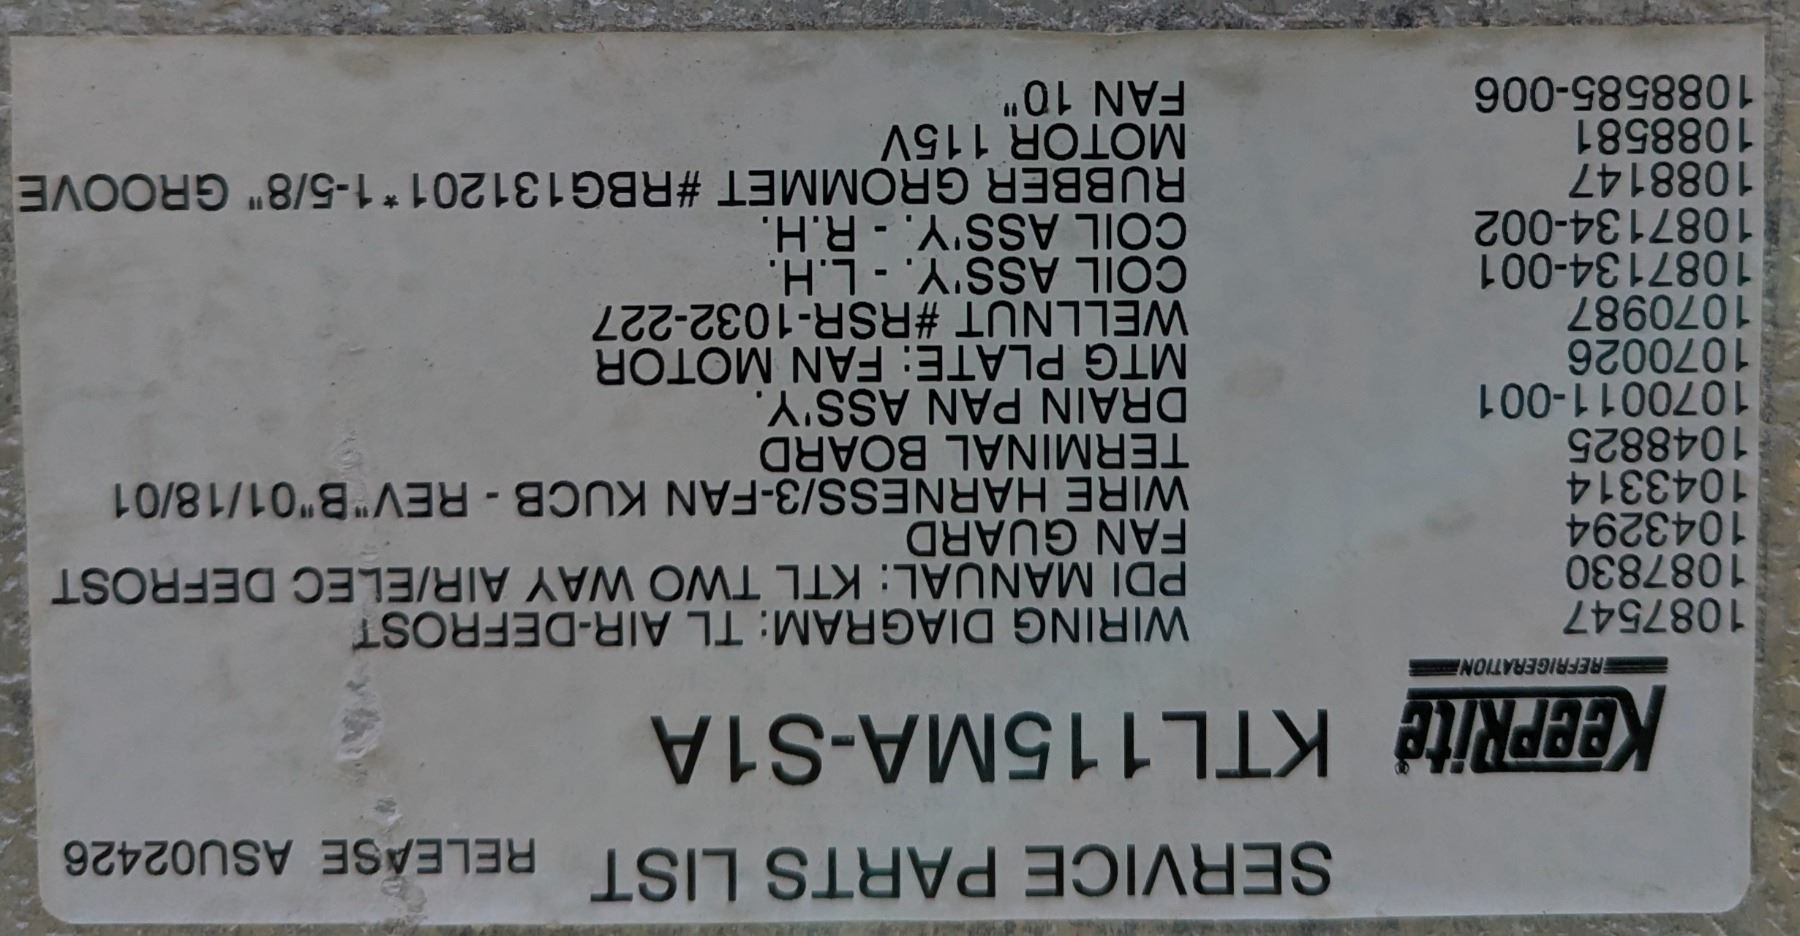 SERVICE PARTS LIST RELEASE ASU02426
KeepRite® KTL115MA-S1A
REFRIGERATION
1087547 WIRING DIAGRAM: TL AIR-DEFROST
1087830 PDI MANUAL: KTL TWO WAY AIR/ELEC DEFROST
1043294 FAN GUARD
1043314 WIRE HARNESS/3-FAN KUCB - REV"B"01/18/01
1048825 TERMINAL BOARD
1070011-001 DRAIN PAN ASS'Y.
1070026 MTG PLATE: FAN MOTOR
1070987 WELLNUT #RSR-1032-227
1087134-001 COIL ASS'Y. - L.H.
1087134-002 COIL ASS'Y. - R.H.
1088147 RUBBER GROMMET #RBG131201*1-5/8" GROOVE
1088581 MOTOR 115V
1088585-006 FAN 10"